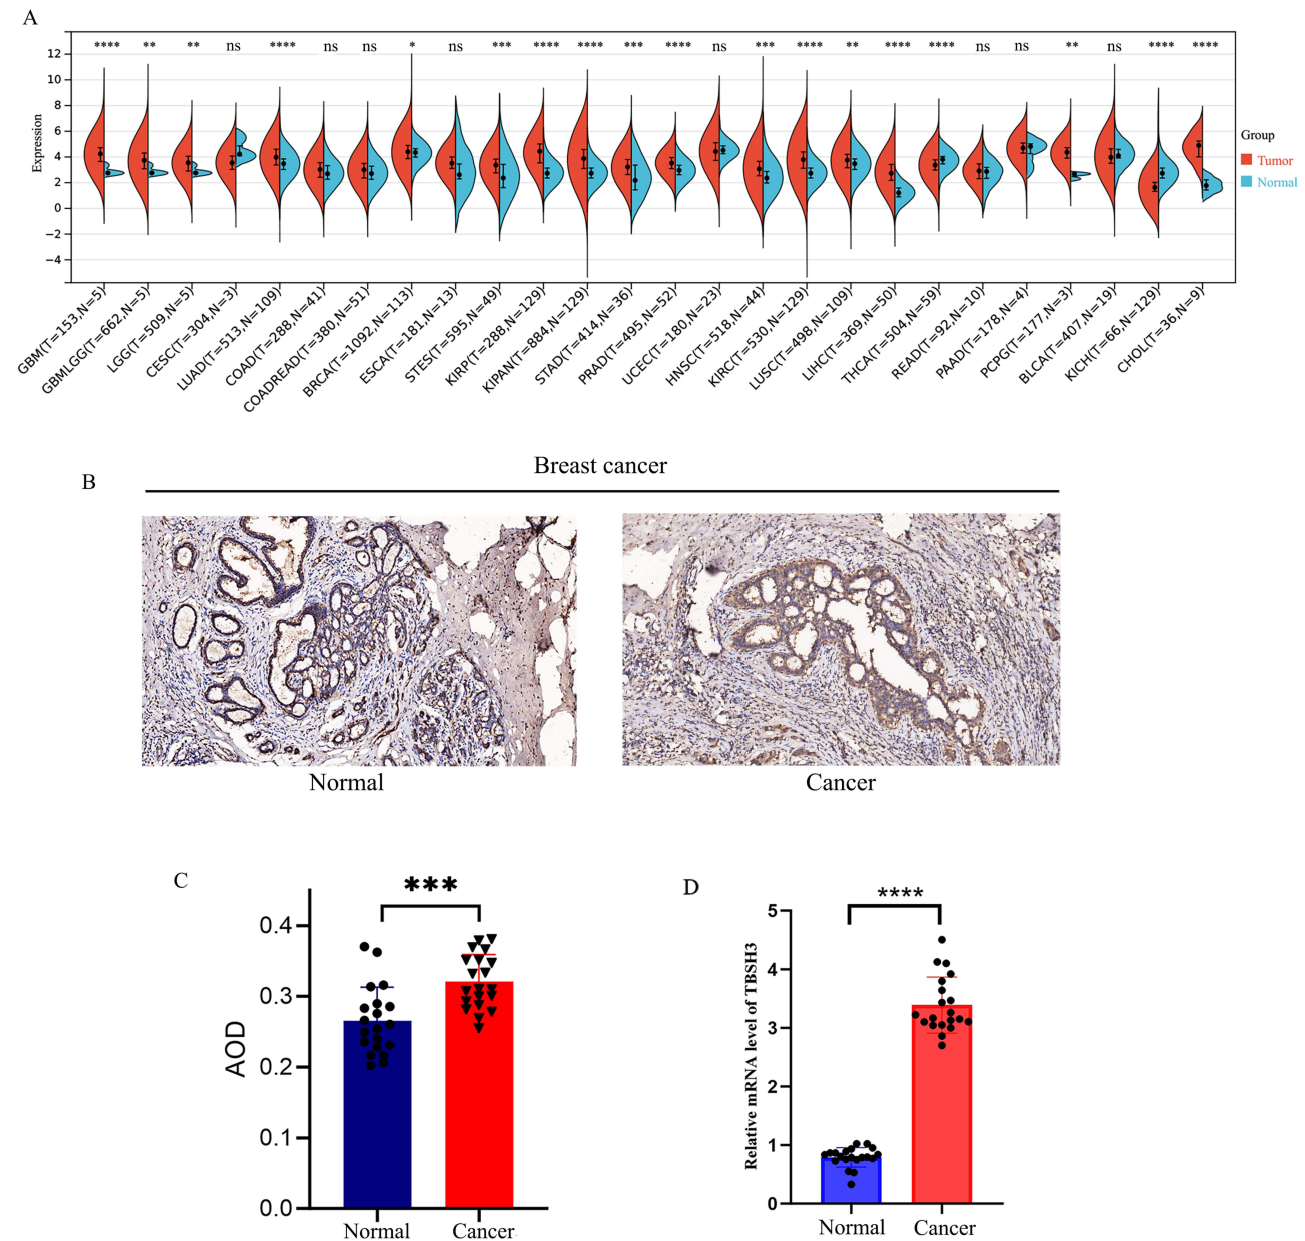 A
**** ** ** ns **** ns ns * ns *** **** **** *** **** ns *** **** ** **** **** ns ns ** ns **** ****
12
10
8
6
4
2
0
−2
−4
Expression
Group
Tumor
Normal
GBM(T=153,N=5)
GBMLGG(T=662,N=5)
LGG(T=509,N=5)
CESC(T=304,N=3)
LUAD(T=513,N=109)
COAD(T=288,N=41)
COADREAD(T=380,N=51)
BRCA(T=1092,N=113)
ESCA(T=181,N=13)
STES(T=595,N=49)
KIRP(T=288,N=129)
KIPAN(T=884,N=129)
STAD(T=414,N=36)
PRAD(T=495,N=52)
UCEC(T=180,N=23)
HNSC(T=518,N=44)
KIRC(T=530,N=129)
LUSC(T=498,N=109)
LIHC(T=369,N=50)
THCA(T=504,N=59)
READ(T=92,N=10)
PAAD(T=178,N=4)
PCPG(T=177,N=3)
BLCA(T=407,N=19)
KICH(T=66,N=129)
CHOL(T=36,N=9)
B
Breast cancer
Normal
Cancer
C
***
0.4
0.3
0.2
0.1
0.0
AOD
Normal
Cancer
D
****
5
4
3
2
1
0
Relative mRNA level of TBSH3
Normal
Cancer